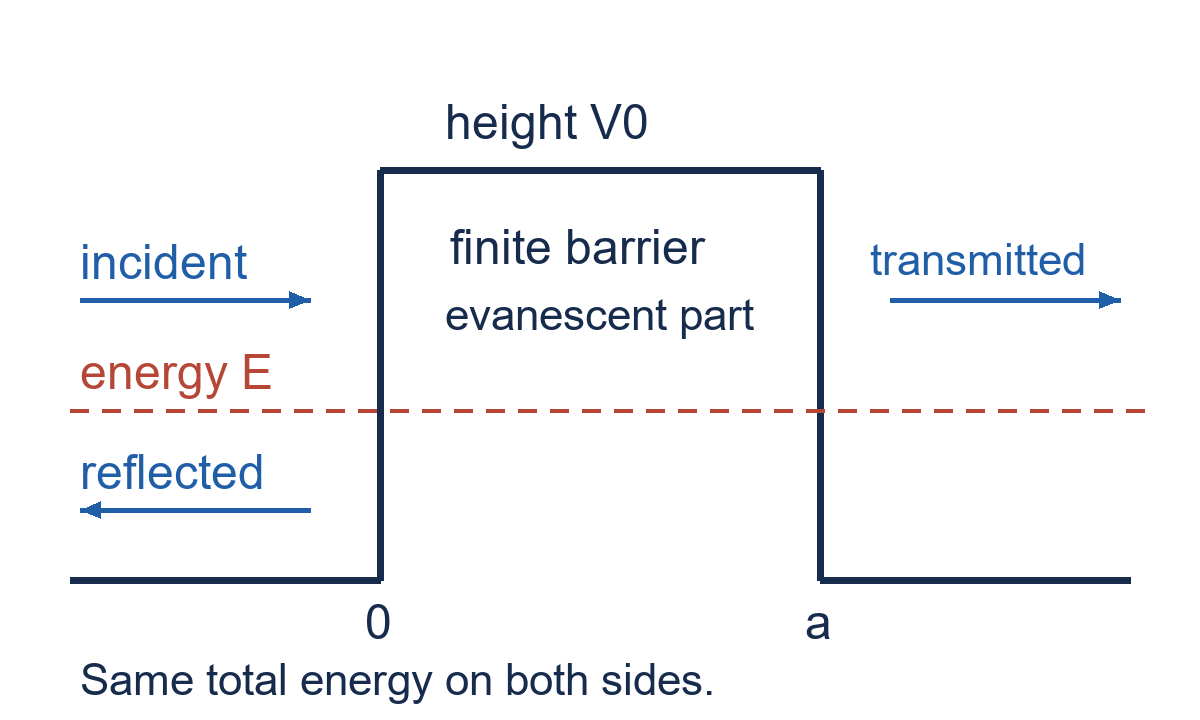 height V0
incident
finite barrier
transmitted
evanescent part
energy E
reflected
0
a
Same total energy on both sides.